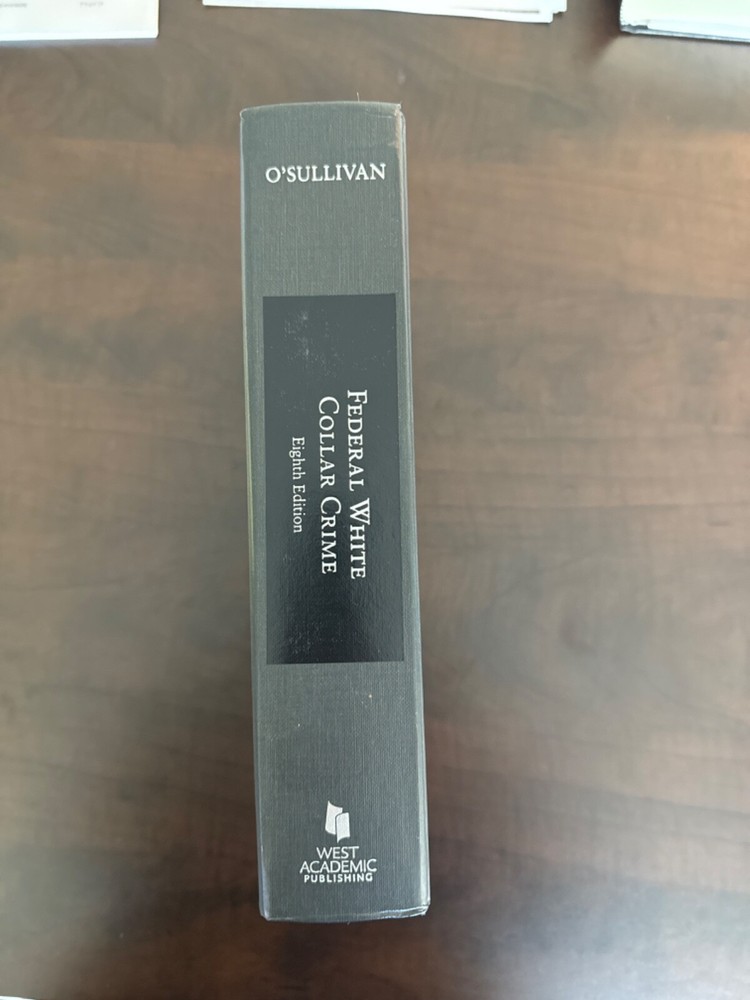 O'SULLIVAN
FEDERAL WHITE
COLLAR CRIME
Eighth Edition
WEST
ACADEMIC
PUBLISHING